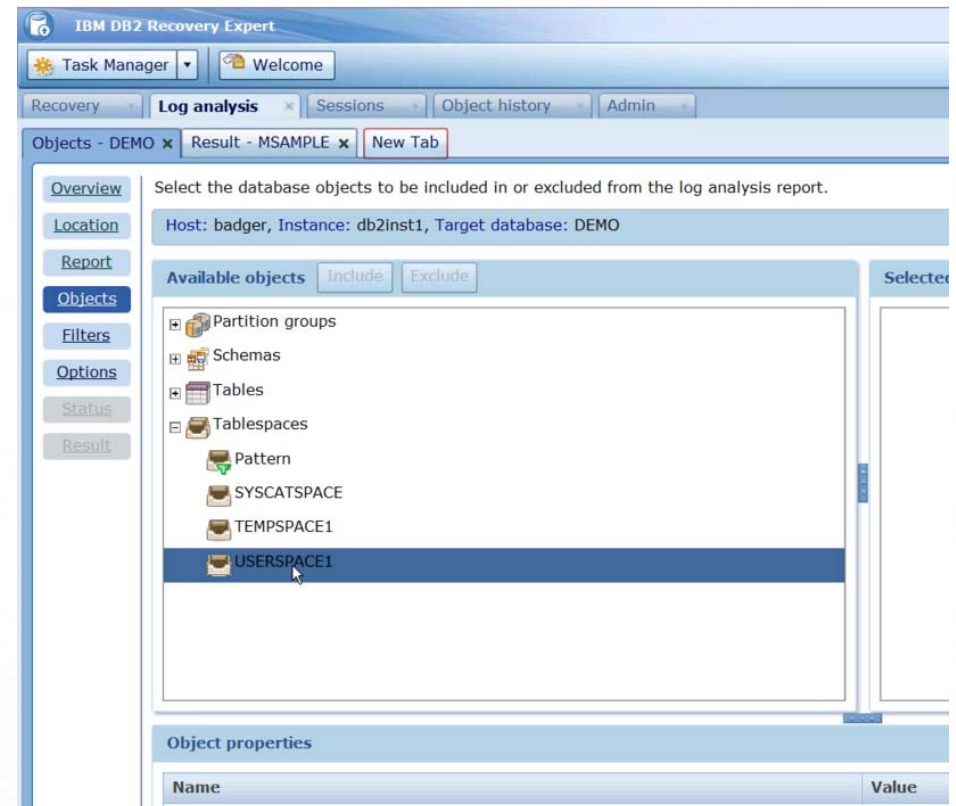 IBM DB2 Recovery Expert
Task Manager Welcome
Recovery Log analysis Sessions Object history Admin
Objects - DEMO Result - MSAMPLE New Tab
Overview
Select the database objects to be included in or excluded from the log analysis report.
Location
Host: badger, Instance: db2inst1, Target database: DEMO
Report
Available objects Include Exclude
Selected
Objects
Partition groups
Filters
Schemas
Options
Tables
Status
Tablespaces
Result
Pattern
SYSCATSPACE
TEMPSPACE1
USERSPACE1
Object properties
Name Value